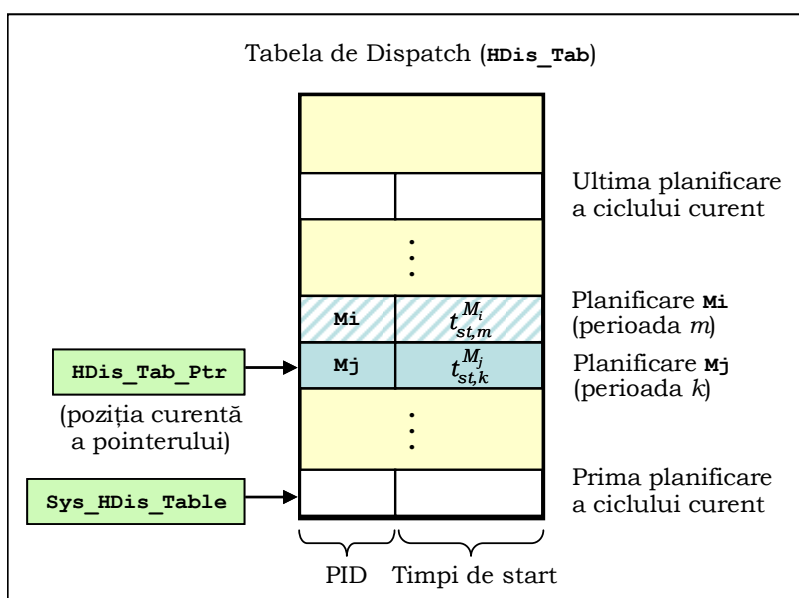 Tabela de Dispatch (HDis_Tab)
Ultima planificare
a ciclului curent
⋮
Mi
t_{st,m}^{M_i}
Planificare Mi
(perioada m)
HDis_Tab_Ptr
Mj
t_{st,k}^{M_j}
Planificare Mj
(perioada k)
(poziția curentă
a pointerului)
⋮
Sys_HDis_Table
Prima planificare
a ciclului curent
PID
Timpi de start